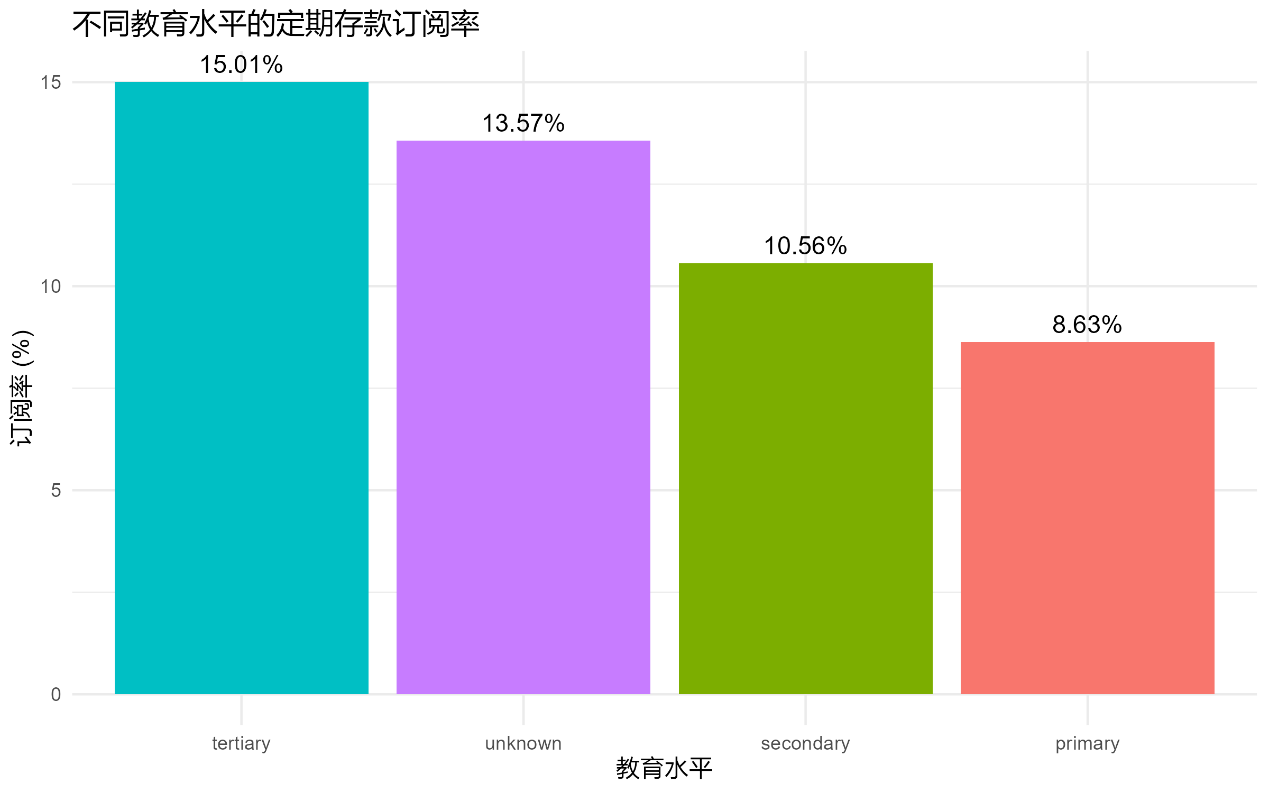 不同教育水平的定期存款订阅率
15.01%
13.57%
10.56%
8.63%
15
10
5
0
订阅率 (%)
tertiary
unknown
secondary
primary
教育水平